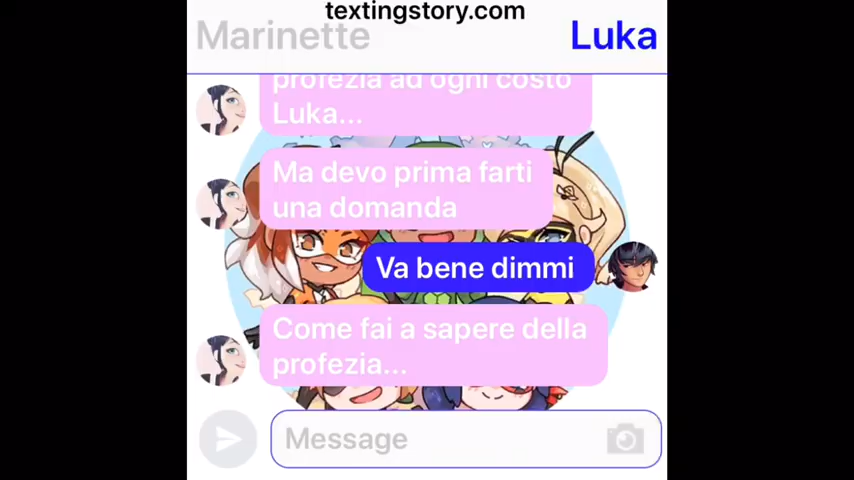 textingstory.com
Marinette
Luka
profezia ad ogni costo
Luka...
Ma devo prima farti
una domanda
Va bene dimmi
Come fai a sapere della
profezia...
Message